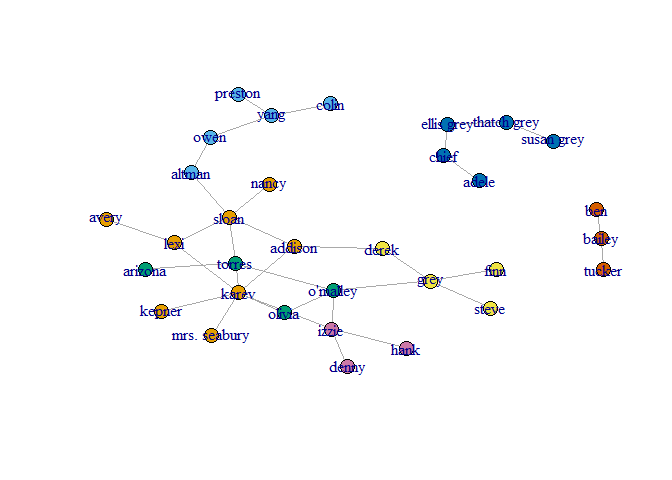 preston
yang
colin
owen
altman
nancy
ellis grey
thatch grey
susan grey
chief
adele
avery
sloan
lexi
addison
derek
ben
bailey
tucker
arizona
torres
karev
o'malley
grey
finn
steve
kepner
olivia
mrs. seabury
izzie
hank
denny